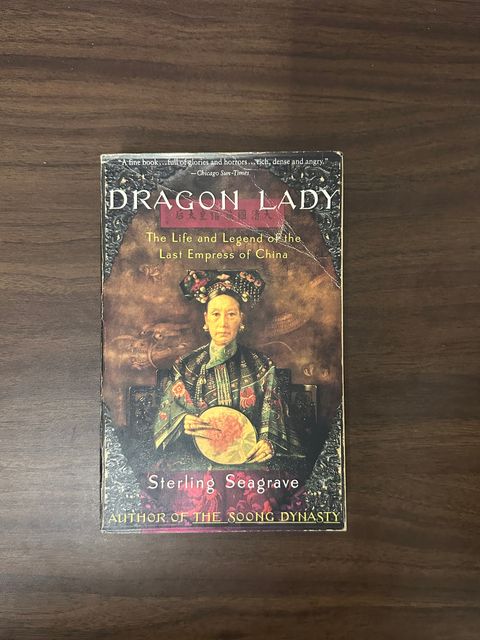 "A fine book...full of glories and horrors...rich, dense and angry."
—Chicago Sun-Times
DRAGON LADY
The Life and Legend of the
Last Empress of China
Sterling Seagrave
AUTHOR OF THE SOONG DYNASTY